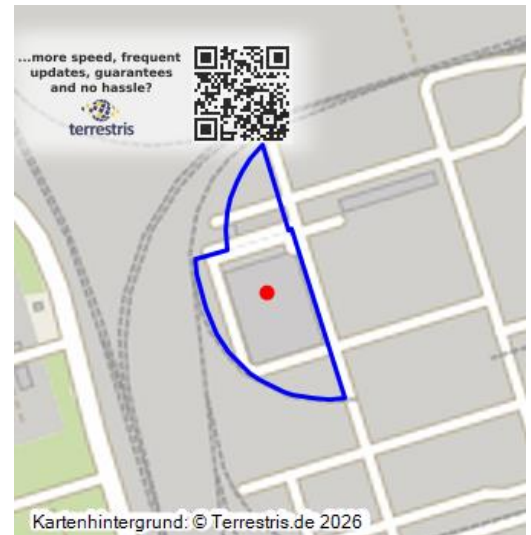 ...more speed, frequent
updates, guarantees
and no hassle?
terrestris
Kartenhintergrund: © Terrestris.de 2026